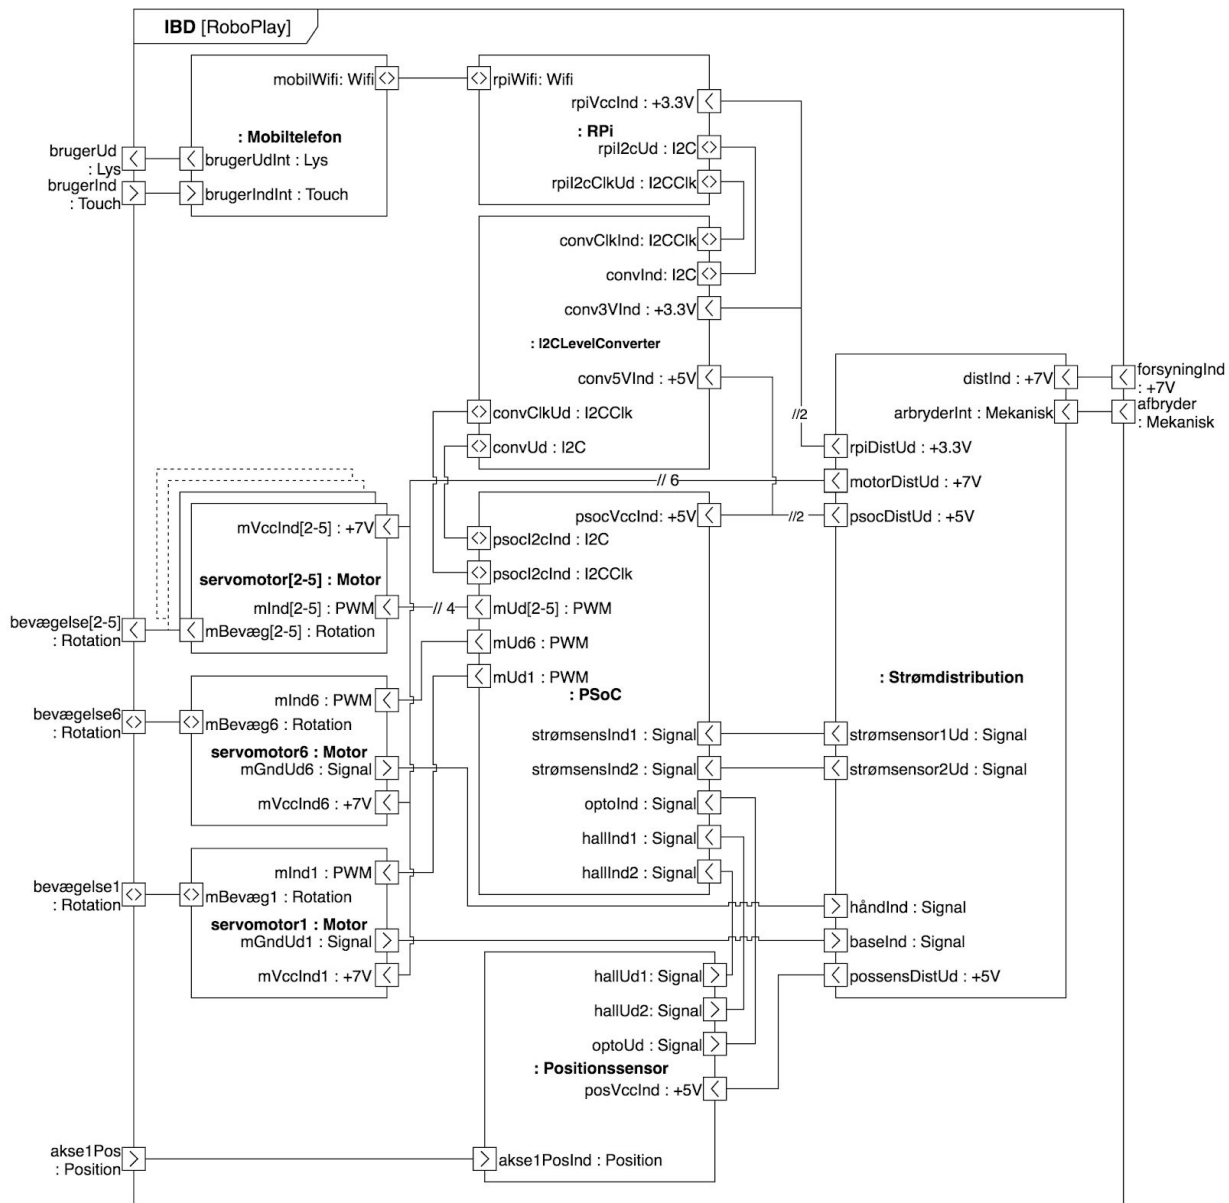 IBD [RoboPlay]
mobilWifi: Wifi
: Mobiltelefon
brugerUdInt : Lys
brugerIndInt : Touch
brugerUd
: Lys
brugerInd
: Touch
rpiWifi: Wifi
rpiVccInd : +3.3V
: RPi
rpiI2cUd : I2C
rpiI2cClkUd : I2CClk
convClkInd: I2CClk
convInd: I2C
conv3VInd : +3.3V
: I2CLevelConverter
conv5VInd : +5V
convClkUd : I2CClk
convUd : I2C
//2
distInd : +7V
arbryderInt : Mekanisk
forsyningInd
: +7V
afbryder
: Mekanisk
rpiDistUd : +3.3V
motorDistUd : +7V
psocDistUd : +5V
// 6
//2
mVccInd[2-5] : +7V
servomotor[2-5] : Motor
mInd[2-5] : PWM
mBevæg[2-5] : Rotation
bevægelse[2-5]
: Rotation
// 4
psocVccInd: +5V
psocI2cInd : I2C
psocI2cInd : I2CClk
mUd[2-5] : PWM
mUd6 : PWM
mUd1 : PWM
: PSoC
: Strømdistribution
mInd6 : PWM
mBevæg6 : Rotation
servomotor6 : Motor
mGndUd6 : Signal
mVccInd6 : +7V
bevægelse6
: Rotation
strømsensInd1 : Signal
strømsensInd2 : Signal
optoInd : Signal
hallInd1 : Signal
hallInd2 : Signal
strømsensor1Ud : Signal
strømsensor2Ud : Signal
mInd1 : PWM
mBevæg1 : Rotation
servomotor1 : Motor
mGndUd1 : Signal
mVccInd1 : +7V
bevægelse1
: Rotation
håndInd : Signal
baseInd : Signal
possensDistUd : +5V
hallUd1: Signal
hallUd2: Signal
optoUd : Signal
: Positionssensor
posVccInd : +5V
akse1PosInd : Position
akse1Pos
: Position